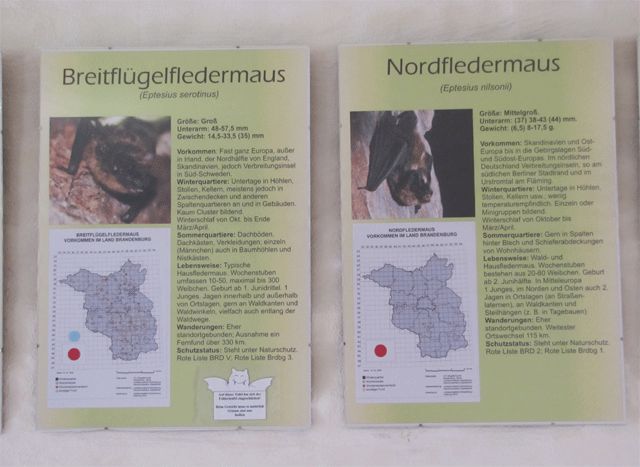 Breitflügelfledermaus
(Eptesius serotinus)
Größe: Groß
Unterarm: 48-57,5 mm
Gewicht: 14,5-33,5 (35) mm
Vorkommen: Fast ganz Europa, außer
in Irland, der Nordhälfte von England,
Skandinavien, jedoch Verbreitungsinsel
in Süd-Schweden.
Winterquartiere: Untertage in Höhlen,
Stollen, Kellern, meistens jedoch in
Zwischendecken und anderen
Spaltenquartieren an und in Gebäuden.
Kaum Cluster bildend.
Winterschlaf von Okt. bis Ende
März/April.
Sommerquartiere: Dachböden,
Dachkästen, Verkleidungen; einzeln
(Männchen) auch in Baumhöhlen und
Nistkästen.
Lebensweise: Typische
Hausfledermaus. Wochenstuben
umfassen 10-50, maximal bis 300
Weibchen. Geburt ab 1. Junidrittel. 1
Junges. Jagen innerhalb und außerhalb
von Ortslagen, gern an Waldkanten und
Waldwinkeln, vielfach auch entlang der
Waldwege.
Wanderungen: Eher
standortgebunden; Ausnahme ein
Fernfund über 330 km.
Schutzstatus: Steht unter Naturschutz.
Rote Liste BRD V, Rote Liste Brdbg 3.
BREITFLÜGELFLEDERMAUS
VORKOMMEN IM LAND BRANDENBURG
Nordfledermaus
(Eptesius nilsonii)
Größe: Mittelgroß.
Unterarm: (37) 38-43 (44) mm.
Gewicht: (6,5) 8-17,5 g.
Vorkommen: Skandinavien und Ost-
Europa bis in die Gebirgslagen Süd-
und Südost-Europas. Im nördlichen
Deutschland Verbreitungsinseln, so am
südlichen Berliner Stadtrand und im
Urstromtal am Fläming.
Winterquartiere: Untertage in Höhlen,
Stollen, Kellern usw., wenig
temperaturempfindlich. Einzeln oder
Minigruppen bildend.
Winterschlaf von Oktober bis
März/April.
Sommerquartiere: Gern in Spalten
hinter Blech und Schieferabdeckungen
von Wohnhäusern.
Lebensweise: Wald- und
Hausfledermaus. Wochenstuben
bestehen aus 20-80 Weibchen. Geburt
ab 2. Junihälfte. In Mitteleuropa
1 Junges, im Norden und Osten auch 2.
Jagen in Ortslagen (an Straßen-
laternen), an Waldkanten und
Steilhängen (z. B. in Tagebauen)
Wanderungen: Eher
standortgebunden, Weitester
Ortswechsel 115 km.
Schutzstatus: Steht unter Naturschutz.
Rote Liste BRD 2; Rote Liste Brdbg 1.
NORDFLEDERMAUS
VORKOMMEN IM LAND BRANDENBURG